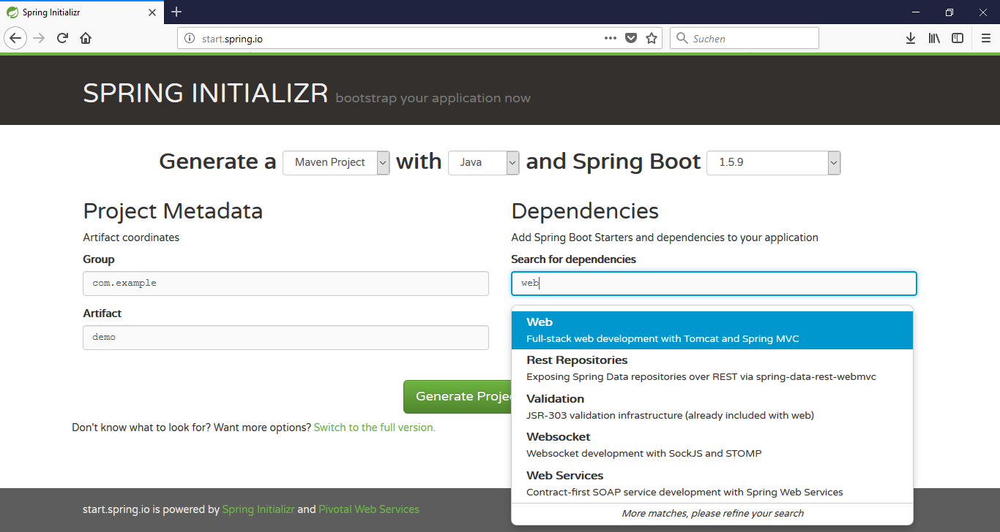 Spring Initializr
start.spring.io
Suchen
SPRING INITIALIZR bootstrap your application now
Generate a Maven Project with Java and Spring Boot 1.5.9
Project Metadata
Artifact coordinates
Group
com.example
Artifact
demo
Dependencies
Add Spring Boot Starters and dependencies to your application
Search for dependencies
web
Web
Full-stack web development with Tomcat and Spring MVC
Rest Repositories
Exposing Spring Data repositories over REST via spring-data-rest-webmvc
Validation
JSR-303 validation infrastructure (already included with web)
Websocket
Websocket development with SockJS and STOMP
Web Services
Contract-first SOAP service development with Spring Web Services
More matches, please refine your search
Generate
Don't know what to look for? Want more options? Switch to the full version.
start.spring.io is powered by Spring Initializr and Pivotal Web Services